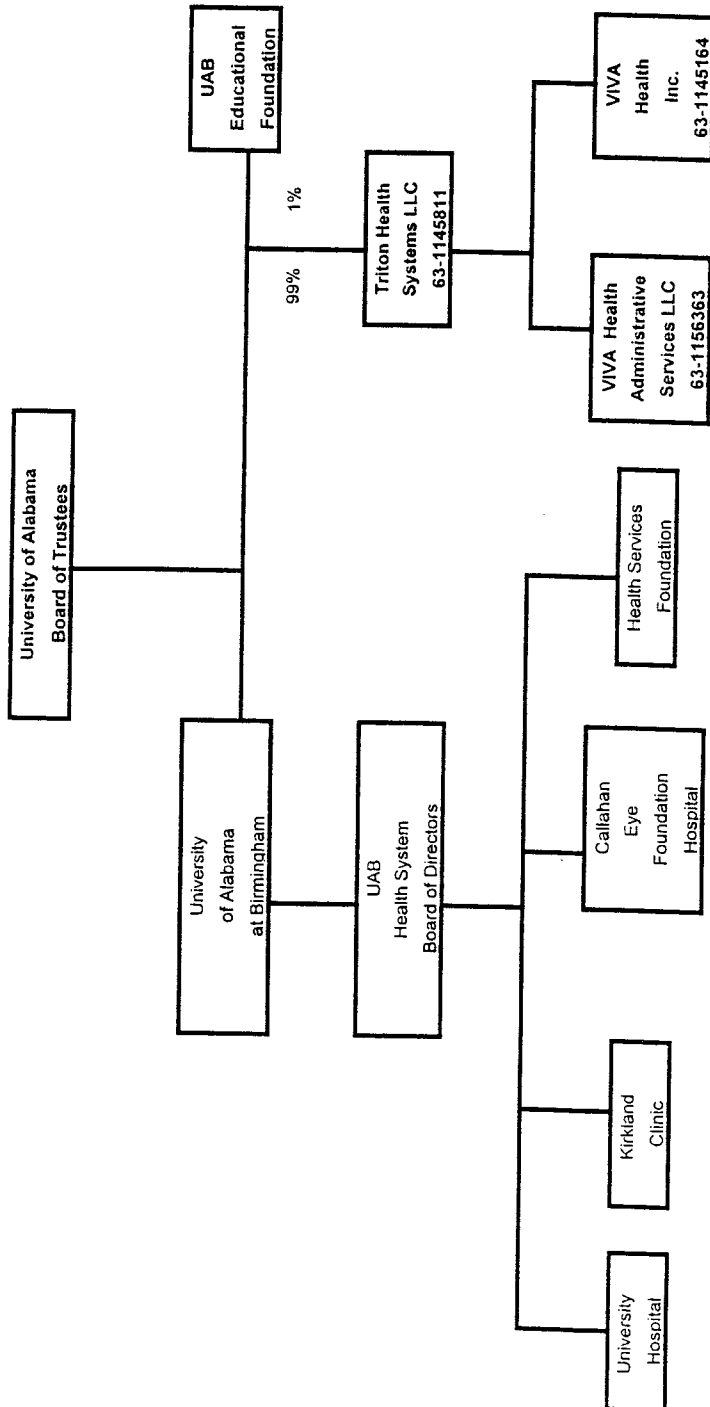 University of Alabama
Board of Trustees
University
of Alabama
at Birmingham
UAB
Educational
Foundation
99%
1%
UAB
Health System
Board of Directors
Triton Health
Systems LLC
63-1145811
University
Hospital
Kirkland
Clinic
Callahan
Eye
Foundation
Hospital
Health Services
Foundation
VIVA Health
Administrative
Services LLC
63-1156363
VIVA
Health
Inc.
63-1145164